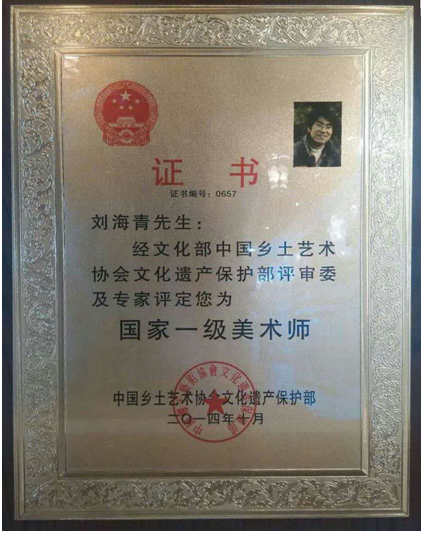 证书
证书编号：0657
刘海青先生：
经文化部中国乡土艺术
协会文化遗产保护部评审委
及专家评定您为
国家一级美术师
中国乡土艺术协会文化遗产保护部
二〇一四年十月